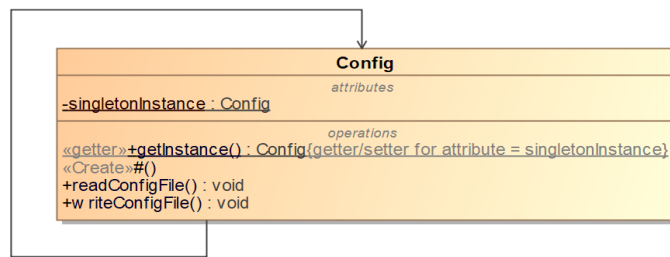 Config
attributes
-singletonInstance : Config
operations
«getter»+getInstance() : Config{getter/setter for attribute = singletonInstance}
«Create»#()
+readConfigFile() : void
+w riteConfigFile() : void